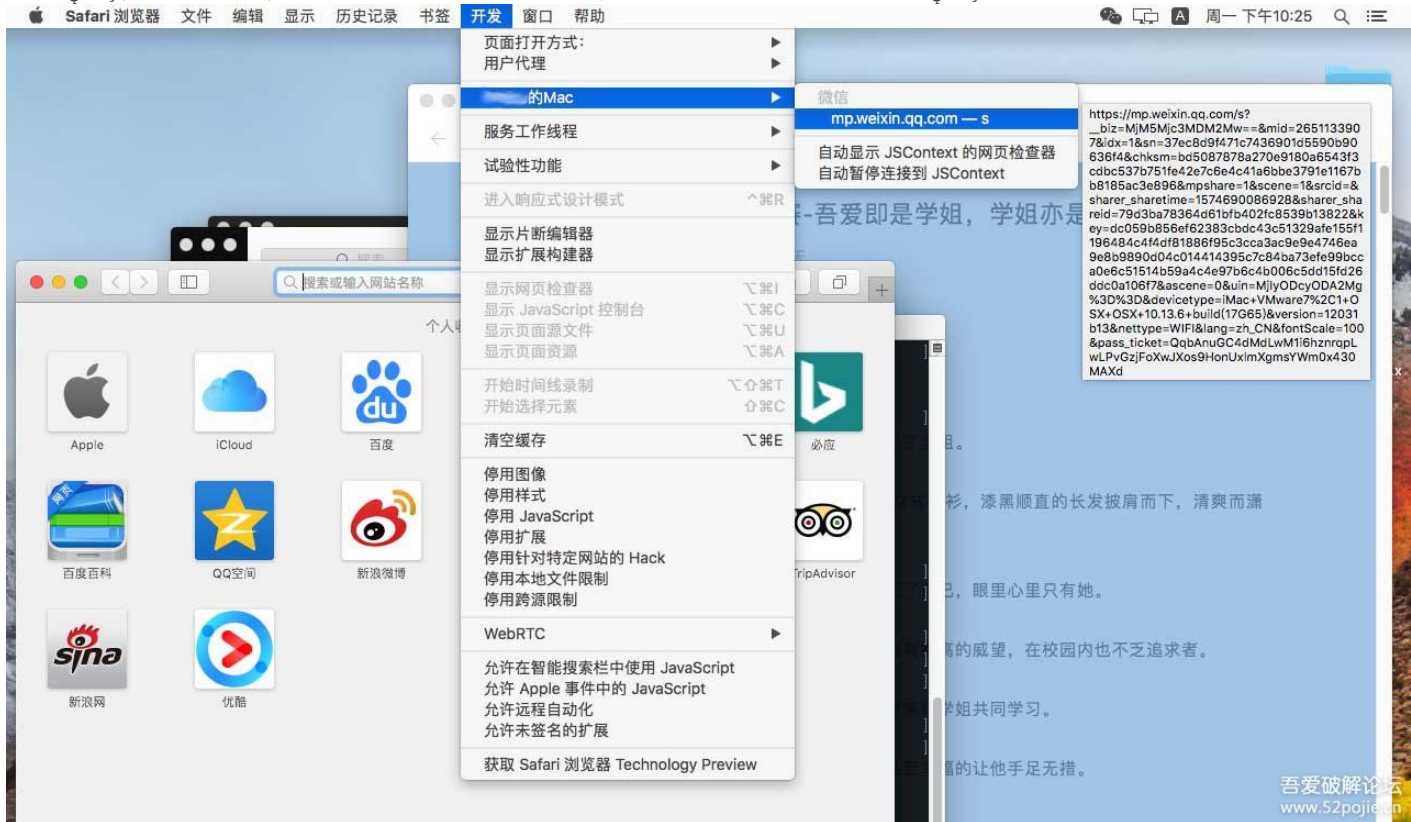 Safari 浏览器 文件 编辑 显示 历史记录 书签 开发 窗口 帮助
A 周一 下午10:25
页面打开方式：
用户代理
的Mac
服务工作线程
试验性功能
进入响应式设计模式 ^⌘R
显示片断编辑器
显示扩展构建器
显示网页检查器 ⌥⌘I
显示 JavaScript 控制台 ⌥⌘C
显示页面源文件 ⌥⌘U
显示页面资源 ⌥⌘A
开始时间线录制 ⌥⇧⌘T
开始选择元素 ⇧⌘C
清空缓存 ⌥⌘E
停用图像
停用样式
停用 JavaScript
停用扩展
停用针对特定网站的 Hack
停用本地文件限制
停用跨源限制
WebRTC
允许在智能搜索栏中使用 JavaScript
允许 Apple 事件中的 JavaScript
允许远程自动化
允许未签名的扩展
获取 Safari 浏览器 Technology Preview
微信
mp.weixin.qq.com — s
自动显示 JSContext 的网页检查器
自动暂停连接到 JSContext
https://mp.weixin.qq.com/s?
__biz=MjM5Mjc3MDM2Mw==&mid=265113390
7&idx=1&sn=37ec8d9f471c7436901d5590b90
636f4&chksm=bd5087878a270e9180a6543f3
cdbc537b751fe42e7c6e4c41a6bbe3791e1167b
b8185ac3e896&mpshare=1&scene=1&srcid=&
sharer_sharetime=1574690086928&sharer_sha
reid=79d3ba78364d61bfb402fc8539b13822&k
ey=dc059b856ef62383cbdc43c51329afe155f1
196484c4f4df81886f95c3cca3ac9e9e4746ea
9e8b9890d04c014414395c7c84ba73efe99bcc
a0e6c51514b59a4c4e97b6c4b006c5dd15fd26
ddc0a106f7&ascene=0&uin=MjIyODcyODA2Mg
%3D%3D&devicetype=iMac+VMware7%2C1+O
SX+OSX+10.13.6+build(17G65)&version=12031
b13&nettype=WIFI&lang=zh_CN&fontScale=100
&pass_ticket=QqbAnuGC4dMdLwM1i6hznrqpL
wLPvGzjFoXwJXos9HonUxlmXgmsYWm0x430
MAXd
-吾爱即是学姐，学姐亦是
搜索
搜索或输入网站名称
个人收
Apple iCloud 百度 必应
百度百科 QQ空间 新浪微博 TripAdvisor
新浪网 优酷
姐。
衫，漆黑顺直的长发披肩而下，清爽而潇
己，眼里心里只有她。
高的威望，在校园内也不乏追求者。
学姐共同学习。
福的让他手足无措。
吾爱破解论坛
www.52pojie.cn